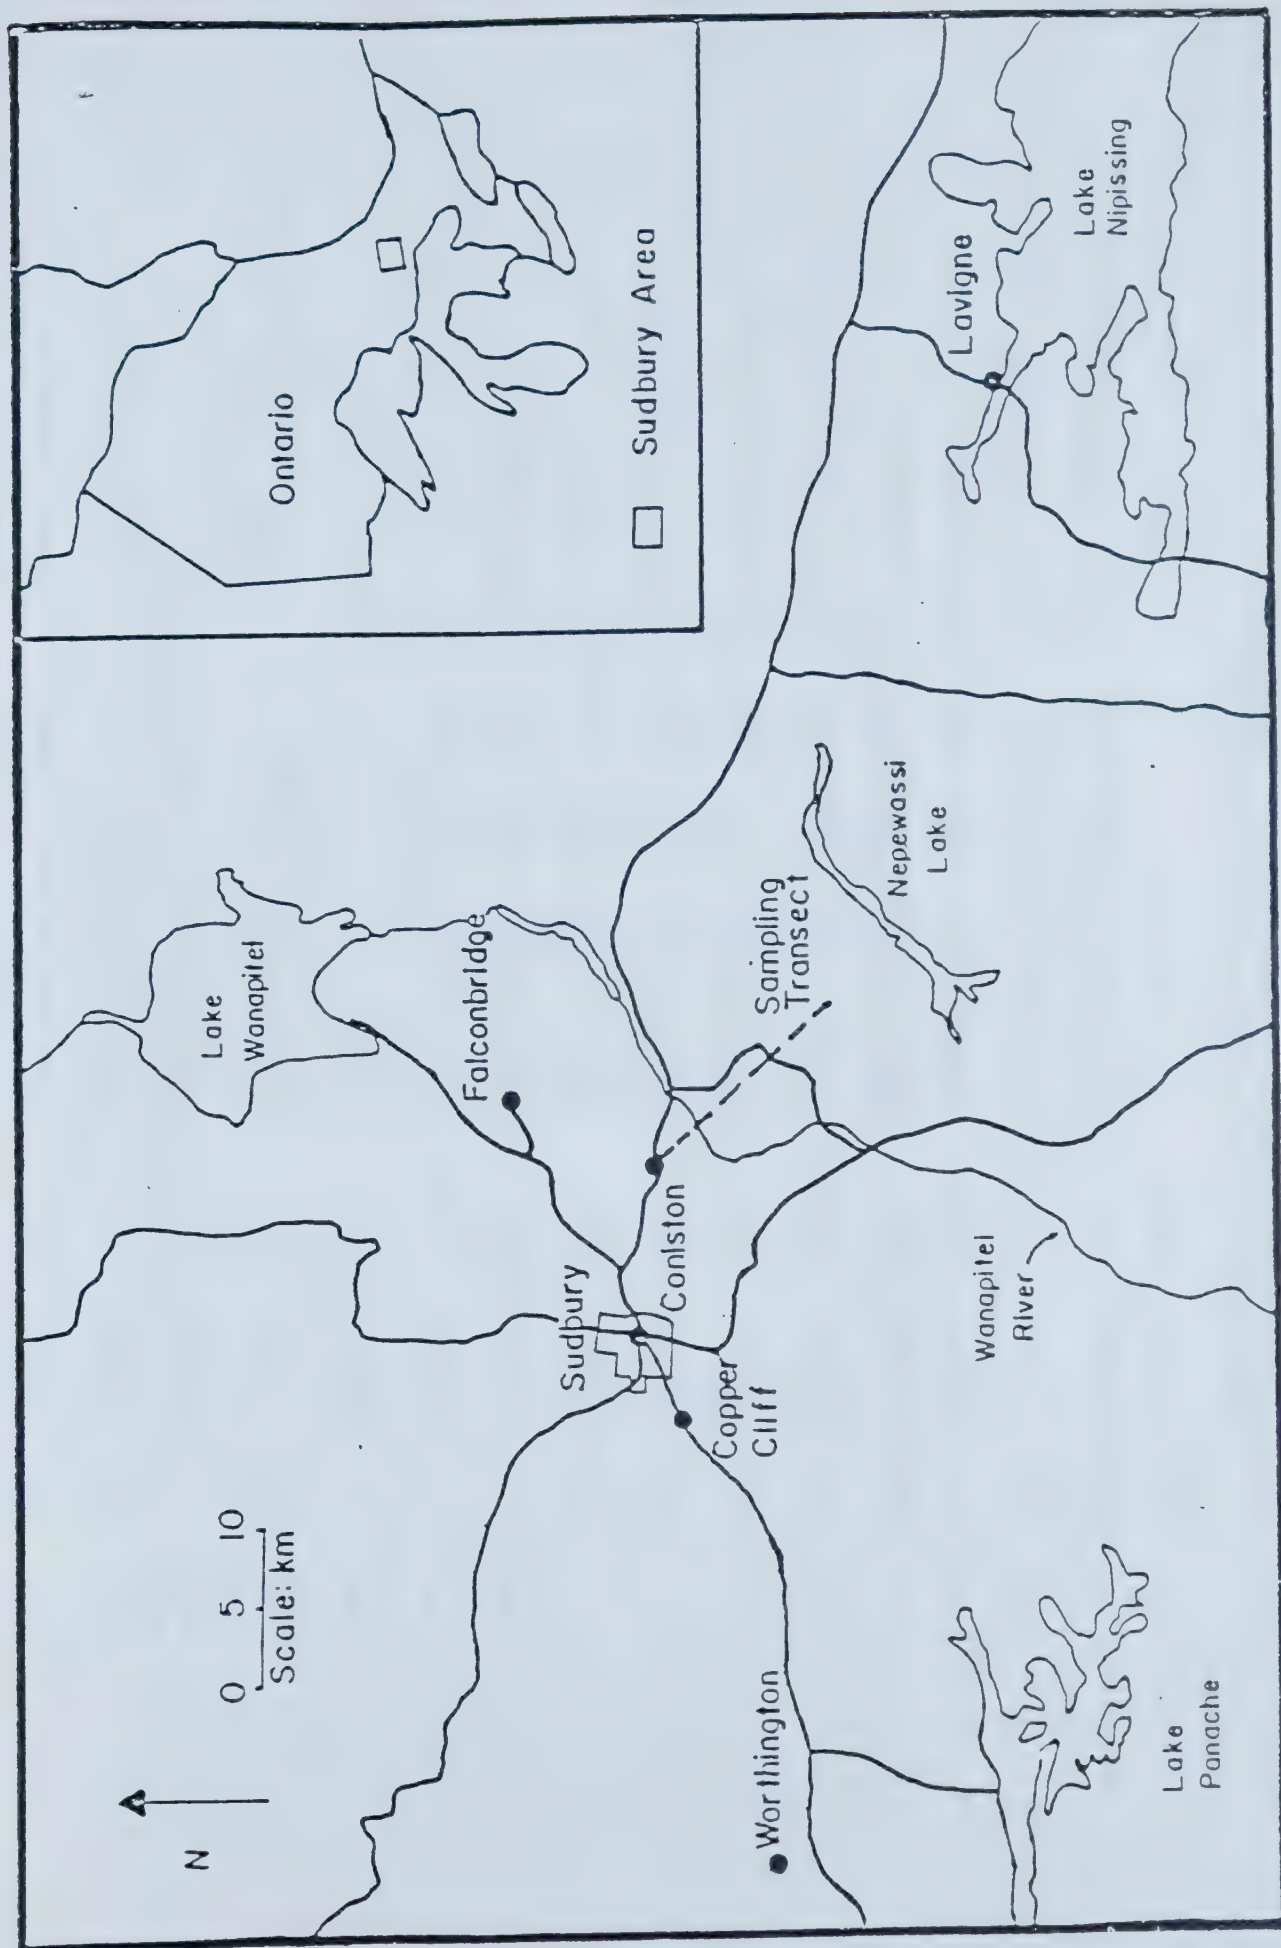 N
0 5 10
Scale: km
Lake
Wanapitei
Ontario
Sudbury Area
Falconbridge
Sudbury
Coniston
Copper
Cliff
Sampling
Transect
Nepewassi
Lake
Lavigne
Lake
Nipissing
Worthington
Wanapitei
River
Lake
Panache